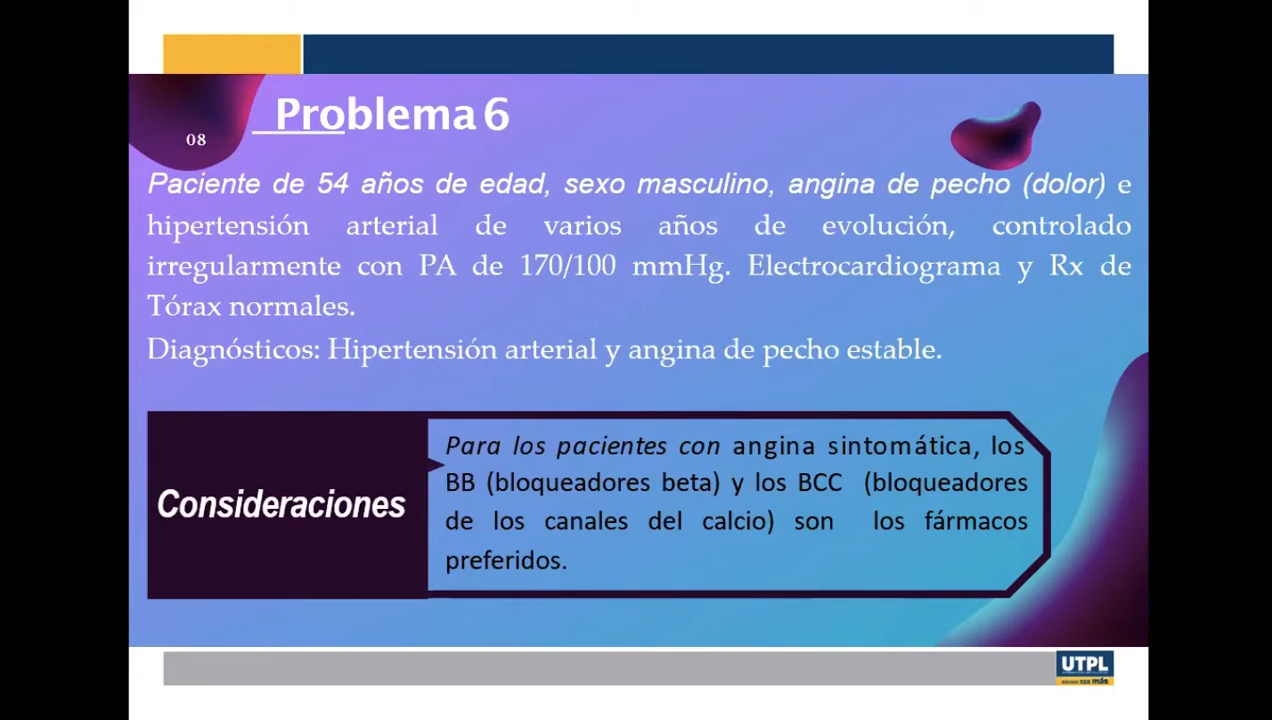 Problema 6
08
Paciente de 54 años de edad, sexo masculino, angina de pecho (dolor) e
hipertensión arterial de varios años de evolución, controlado
irregularmente con PA de 170/100 mmHg. Electrocardiograma y Rx de
Tórax normales.
Diagnósticos: Hipertensión arterial y angina de pecho estable.
Consideraciones
Para los pacientes con angina sintomática, los
BB (bloqueadores beta) y los BCC (bloqueadores
de los canales del calcio) son los fármacos
preferidos.
UTPL